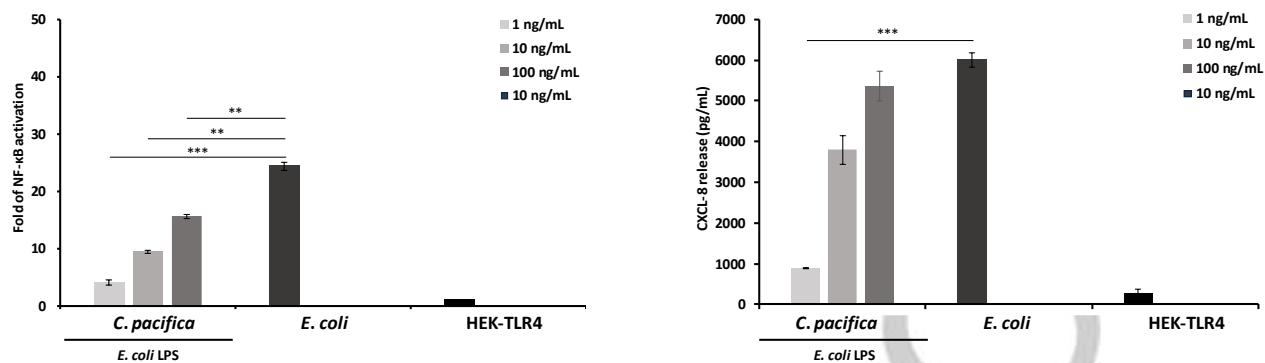 50
40
30
20
10
0
Fold of NF-κB activation
1 ng/mL
10 ng/mL
100 ng/mL
10 ng/mL
**
**
***
C. pacifica
E. coli
HEK-TLR4
E. coli LPS
7000
6000
5000
4000
3000
2000
1000
0
CXCL-8 release (pg/mL)
1 ng/mL
10 ng/mL
100 ng/mL
10 ng/mL
***
C. pacifica
E. coli
HEK-TLR4
E. coli LPS